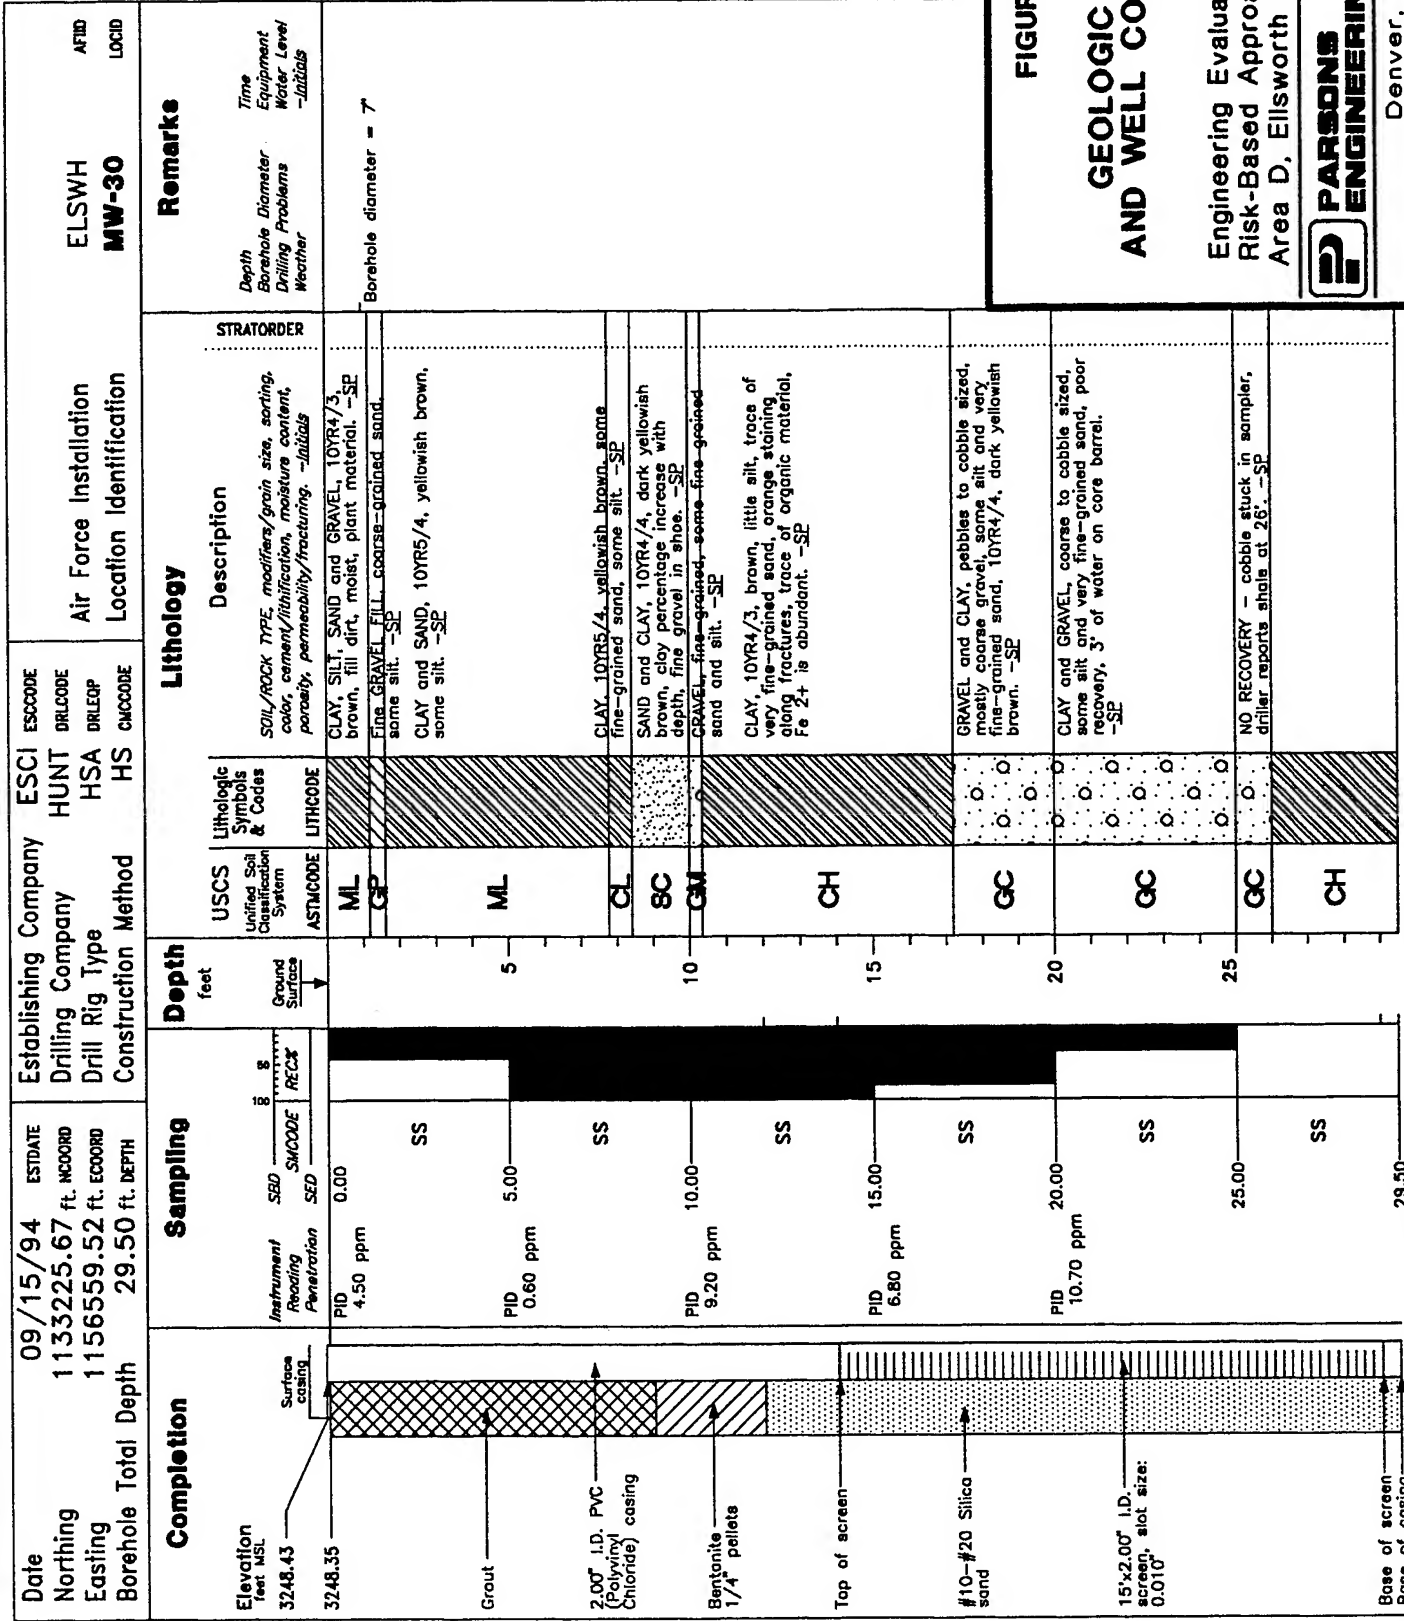 Date 09/15/94 ESTDATE
Northing 1133225.67 ft. NCOORD
Easting 1156559.52 ft. ECOORD
Borehole Total Depth 29.50 ft. DEPTH
Establishing Company ESCI ESCCODE
Drilling Company HUNT DRLCODE
Drill Rig Type HSA DRLEQP
Construction Method HS CMCCODE
Air Force Installation ELSWH AFIID
Location Identification MW-30 LOCID
Completion
Elevation
feet MSL
3248.43
3248.35
Surface
casing
Grout
2.00" I.D. PVC
(Polyvinyl
Chloride) casing
Bentonite
1/4" pellets
Top of screen
#10-#20 Silica
sand
15'x2.00" I.D.
screen, slot size:
0.010"
Base of screen
Sampling
Instrument
Reading
Penetration
SBD
SMCODE
SED
50
100
REC%
PID
4.50 ppm
0.00
SS
PID
0.60 ppm
5.00
SS
PID
9.20 ppm
10.00
SS
PID
6.80 ppm
15.00
SS
PID
10.70 ppm
20.00
SS
25.00
SS
29.50
Depth
feet
Ground
Surface
5
10
15
20
25
Lithology
USCS
Unified Soil
Classification
System
ASTMCODE
Lithologic
Symbols
& Codes
LITHCODE
Description
SOIL/ROCK TYPE, modifiers/grain size, sorting,
color, cement/lithification, moisture content,
porosity, permeability/fracturing. -Initials
STRATORDER
ML
CLAY, SILT, SAND and GRAVEL, 10YR4/3,
brown, fill dirt, moist, plant material. -SP
GP
Fine GRAVEL FILL, coarse-grained sand,
some silt. -SP
ML
CLAY and SAND, 10YR5/4, yellowish brown,
some silt. -SP
CL
CLAY, 10YR5/4, yellowish brown, some
fine-grained sand, some silt. -SP
SC
SAND and CLAY, 10YR4/4, dark yellowish
brown, clay percentage increase with
depth, fine gravel in shoe. -SP
GM
GRAVEL, fine-grained, some fine grained
sand and silt. -SP
CH
CLAY, 10YR4/3, brown, little silt, trace of
very fine-grained sand, orange staining
along fractures, trace of organic material,
Fe 2+ is abundant. -SP
GC
GRAVEL and CLAY, pebbles to cobble sized,
mostly coarse gravel, some silt and very
fine-grained sand, 10YR4/4, dark yellowish
brown. -SP
GC
CLAY and GRAVEL, coarse to cobble sized,
some silt and very fine-grained sand, poor
recovery, 3" of water on core barrel.
-SP
GC
NO RECOVERY - cobble stuck in sampler,
driller reports shale at 26'. -SP
CH
Remarks
Depth
Borehole Diameter
Drilling Problems
Weather
Time
Equipment
Water Level
-Initials
Borehole diameter = 7"
FIGUR
GEOLOGIC
AND WELL CO
Engineering Evalua
Risk-Based Approa
Area D, Ellsworth
PARSONS
ENGINEERIN
Denver,